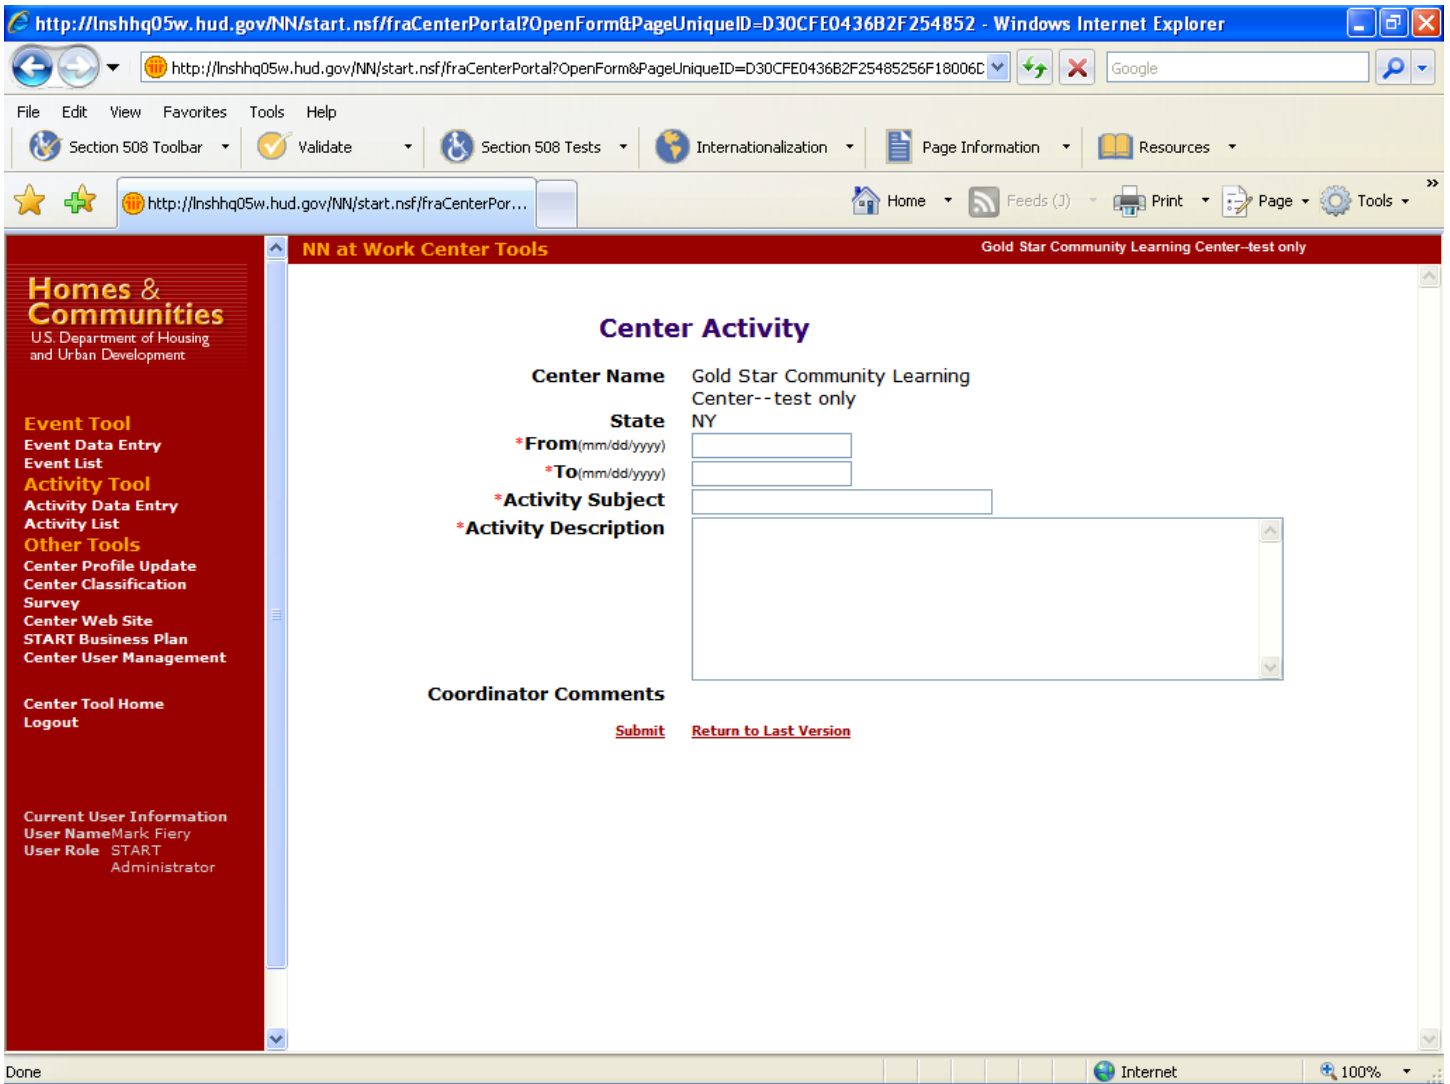 http://lnshhq05w.hud.gov/NN/start.nsf/fraCenterPortal?OpenForm&PageUniqueID=D30CFE0436B2F254852 - Windows Internet Explorer
http://lnshhq05w.hud.gov/NN/start.nsf/fraCenterPortal?OpenForm&PageUniqueID=D30CFE0436B2F25485256F18006D
Google
File Edit View Favorites Tools Help
Section 508 Toolbar Validate Section 508 Tests Internationalization Page Information Resources
http://lnshhq05w.hud.gov/NN/start.nsf/fraCenterPor...
Home Feeds (J) Print Page Tools
Homes &
Communities
U.S. Department of Housing
and Urban Development
Event Tool
Event Data Entry
Event List
Activity Tool
Activity Data Entry
Activity List
Other Tools
Center Profile Update
Center Classification
Survey
Center Web Site
START Business Plan
Center User Management
Center Tool Home
Logout
Current User Information
User Name Mark Fiery
User Role START
Administrator
NN at Work Center Tools
Gold Star Community Learning Center--test only
Center Activity
Center Name Gold Star Community Learning
Center--test only
State NY
*From(mm/dd/yyyy)
*To(mm/dd/yyyy)
*Activity Subject
*Activity Description
Coordinator Comments
Submit Return to Last Version
Done
Internet
100%